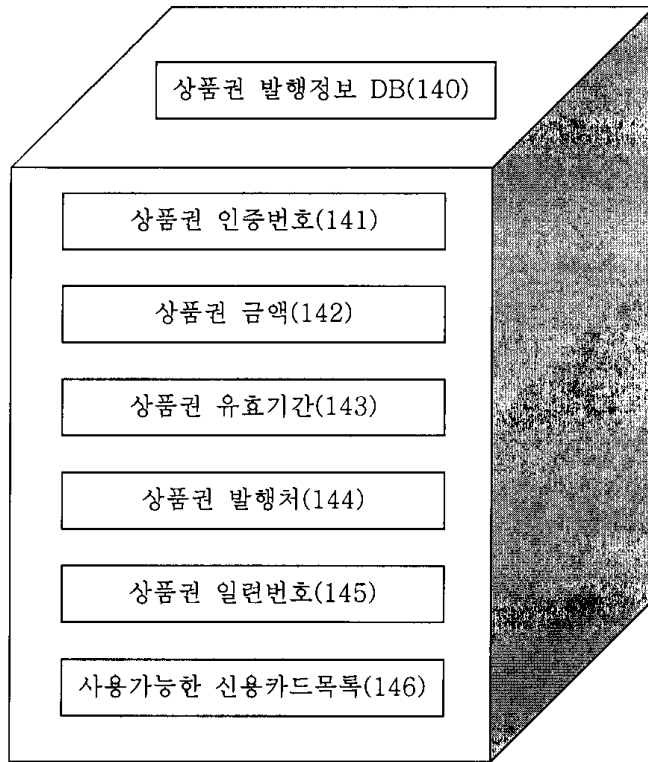 상품권 발행정보 DB(140)
상품권 인증번호(141)
상품권 금액(142)
상품권 유효기간(143)
상품권 발행처(144)
상품권 일련번호(145)
사용가능한 신용카드목록(146)